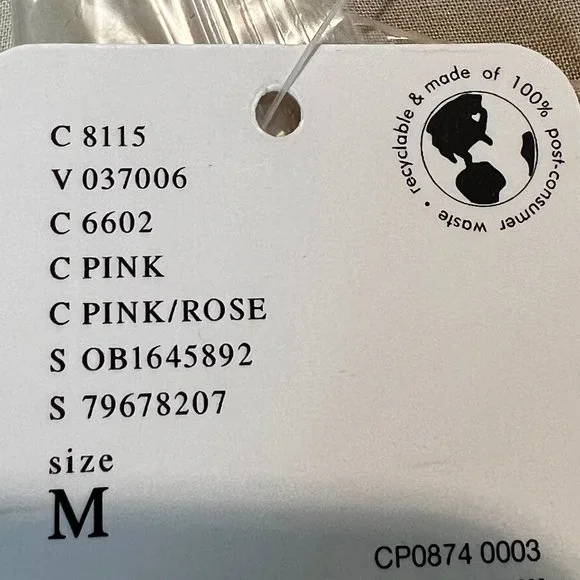 C 8115
V 037006
C 6602
C PINK
C PINK/ROSE
S OB1645892
S 79678207
size
M
recyclable & made of 100% post-consumer waste •
CP0874 0003